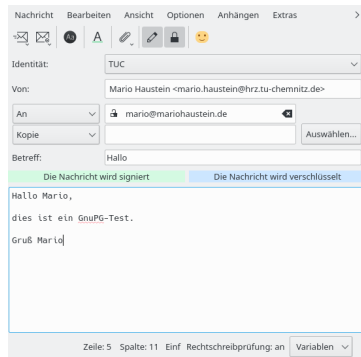 Nachricht Bearbeiten Ansicht Optionen Anhängen Extras
Identität: TUC
Von: Mario Haustein <mario.haustein@hrz.tu-chemnitz.de>
An mario@mariohaustein.de
Kopie Auswählen...
Betreff: Hallo
Die Nachricht wird signiert Die Nachricht wird verschlüsselt
Hallo Mario,
dies ist ein GnuPG-Test.
Gruß Mario
Zeile: 5 Spalte: 11 Einf Rechtschreibprüfung: an Variablen